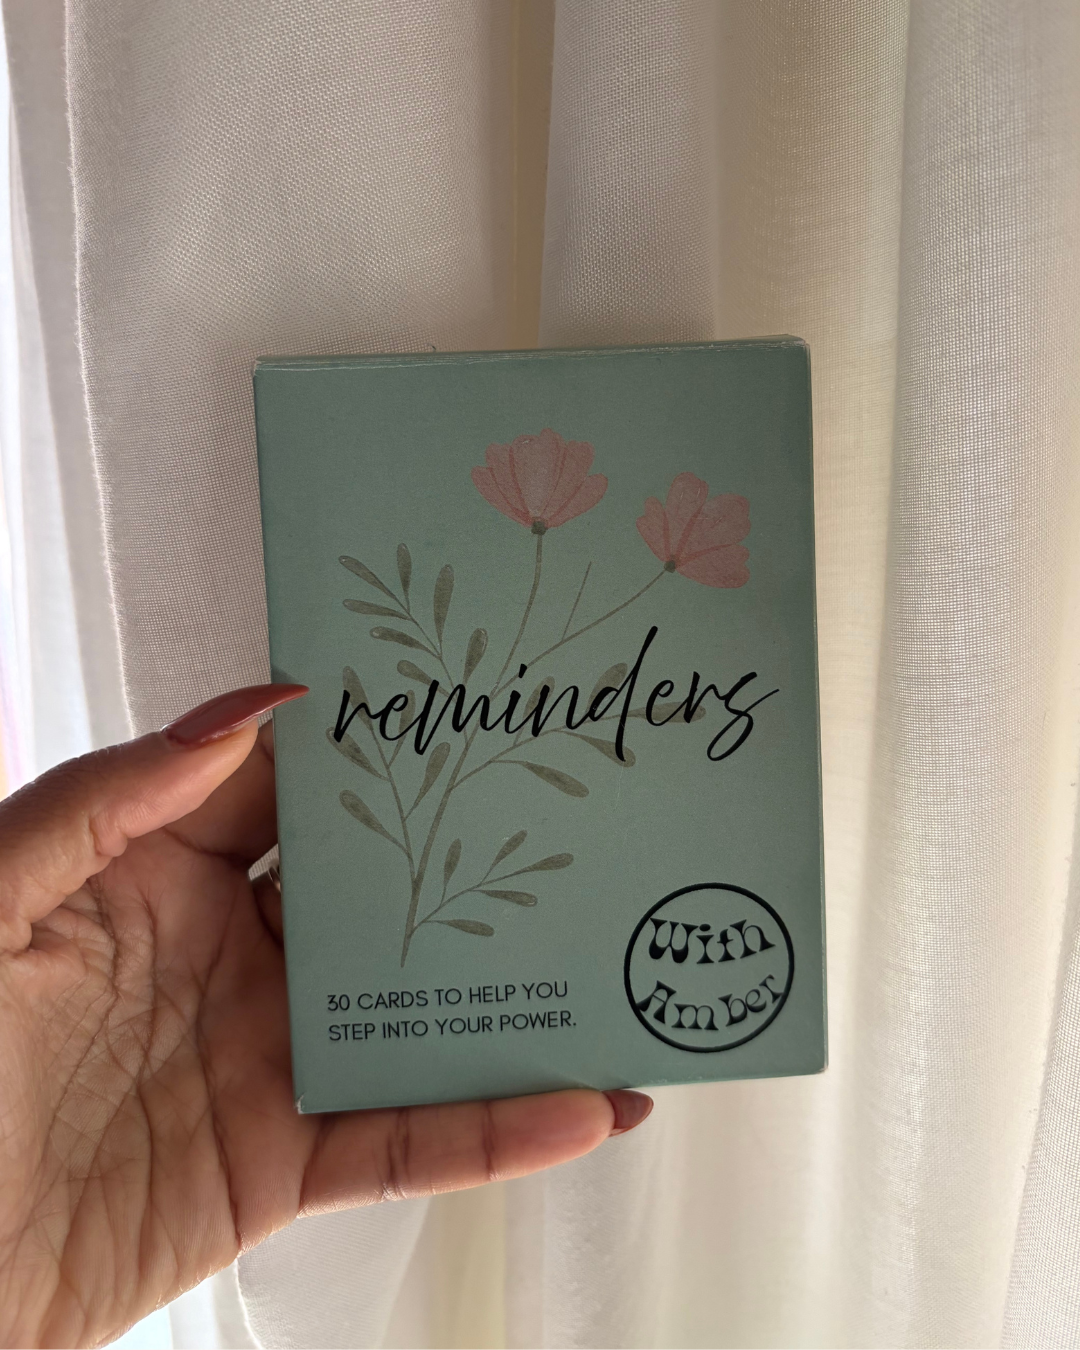 reminders
30 CARDS TO HELP YOU
STEP INTO YOUR POWER.
With
Amber